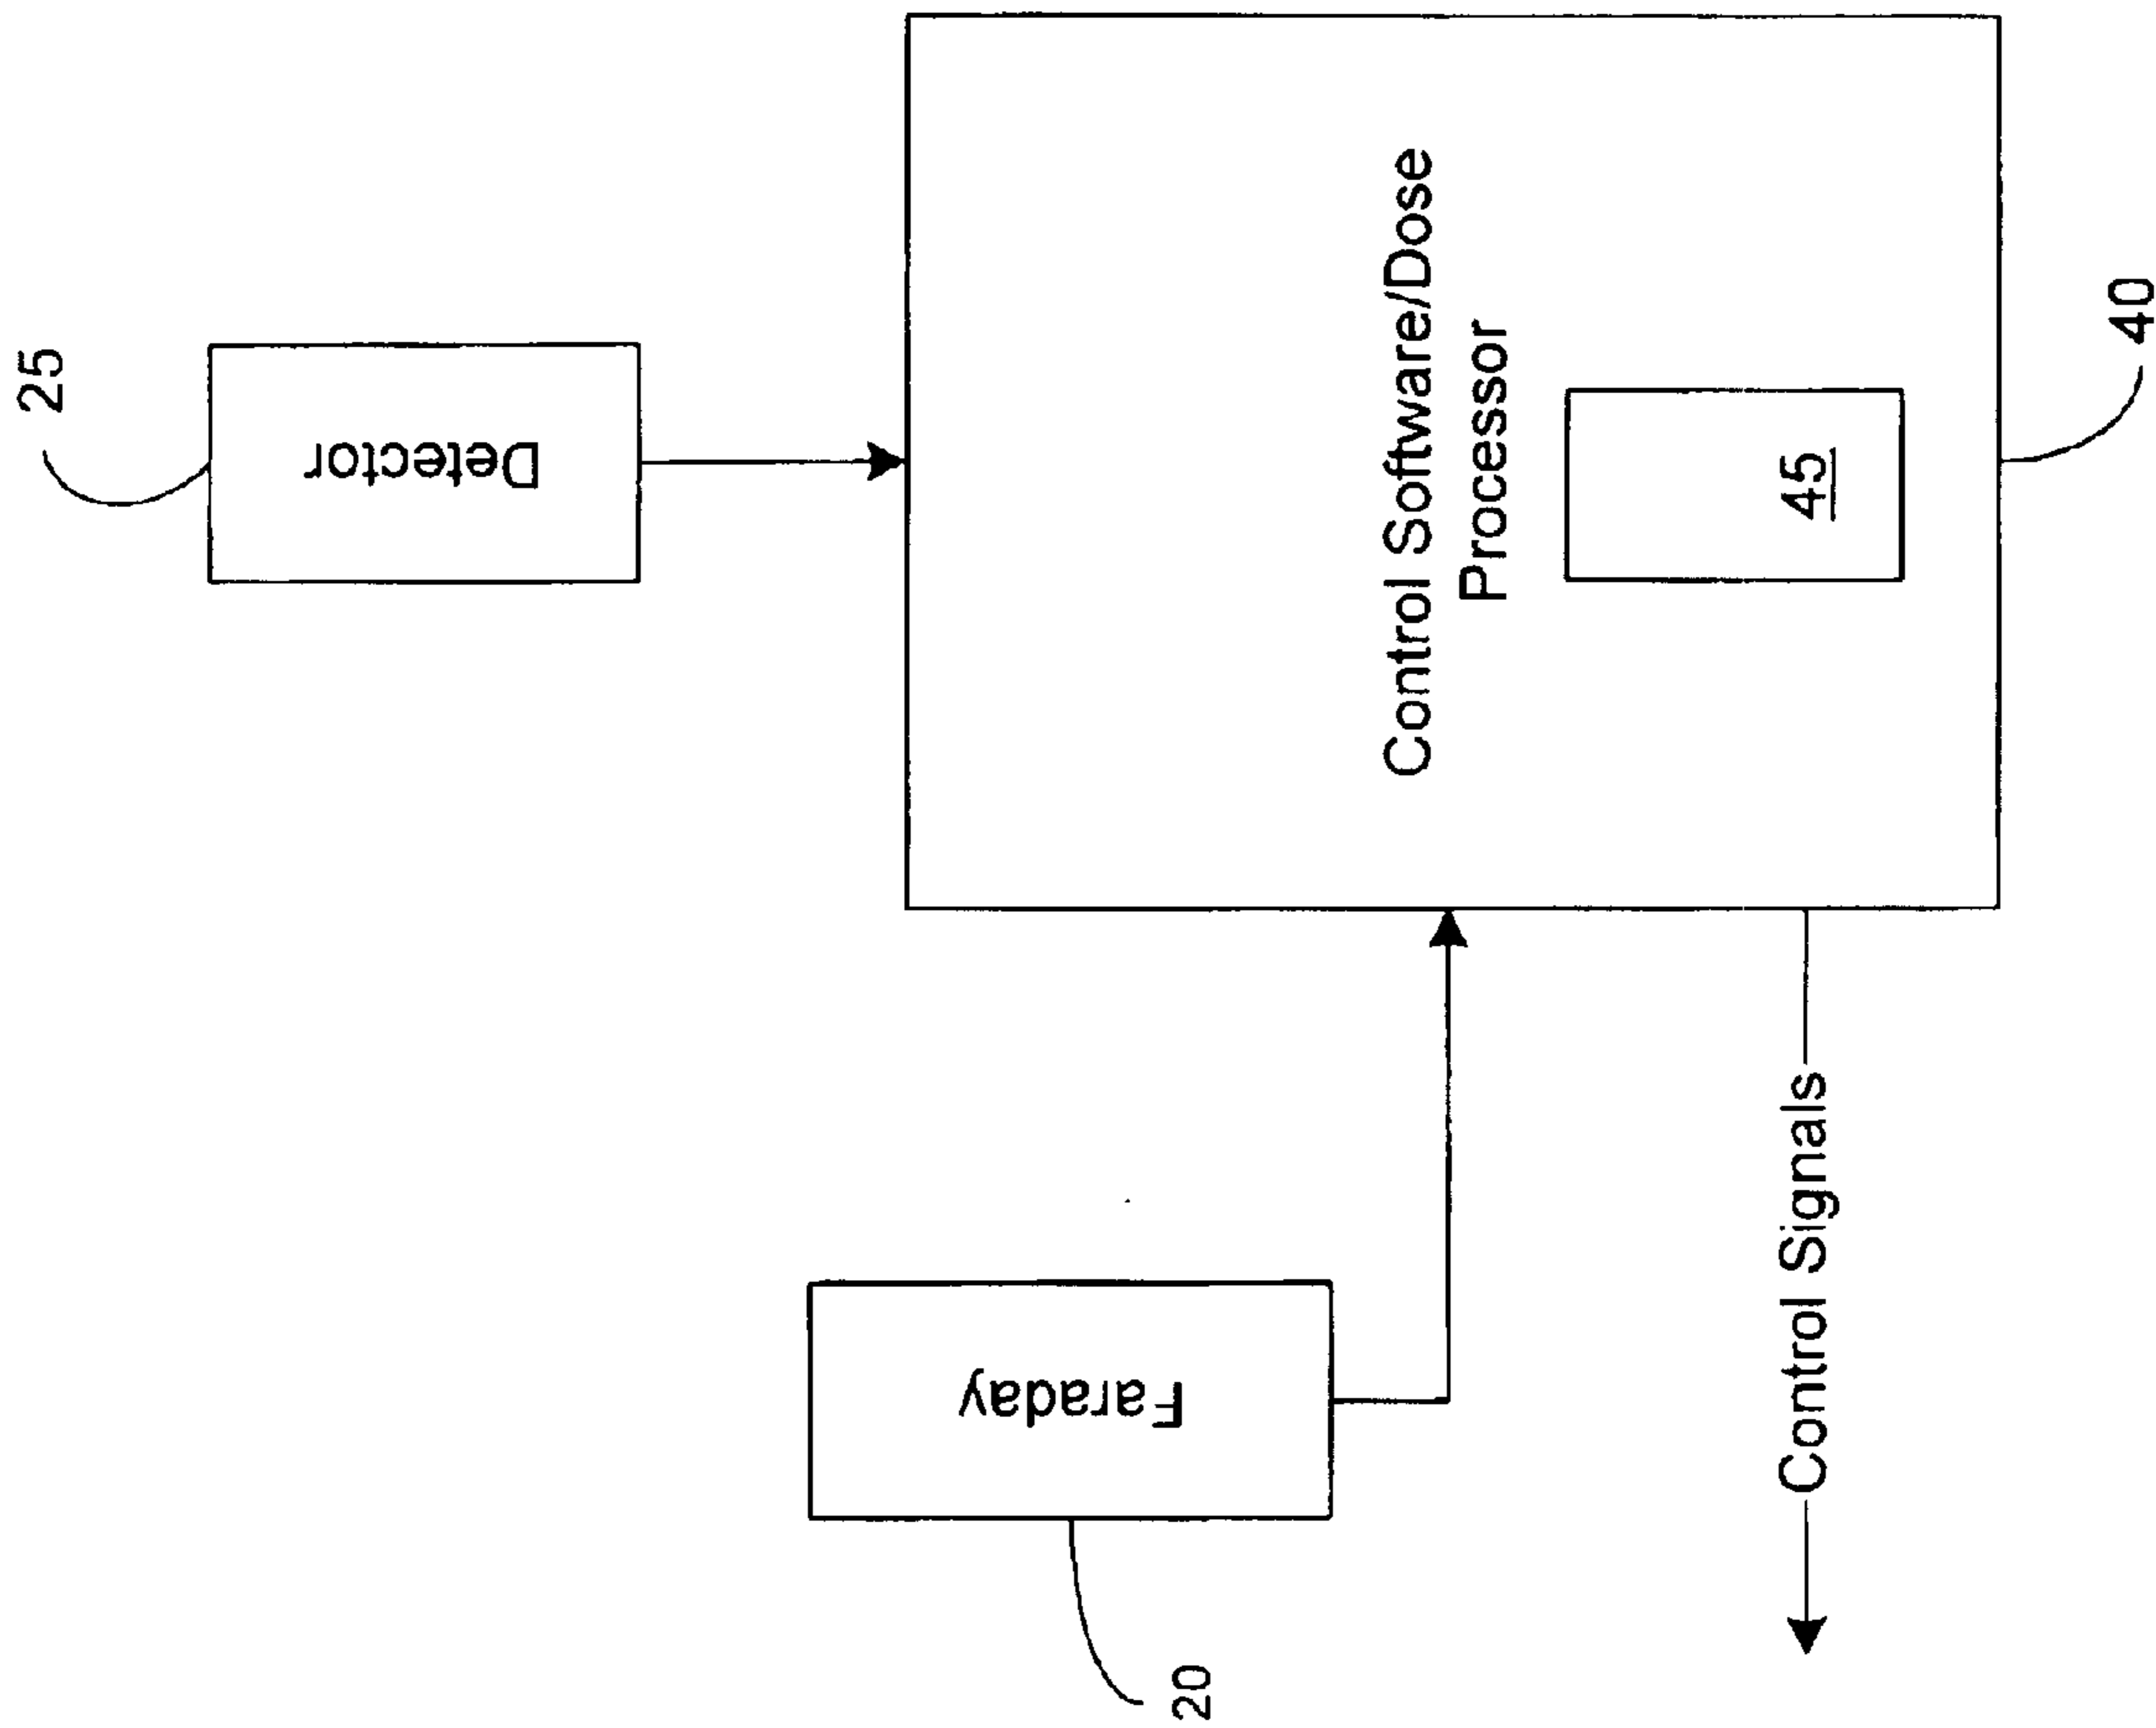 25
Detector
Control Software/Dose
Processor
45
40
Faraday
20
Control Signals